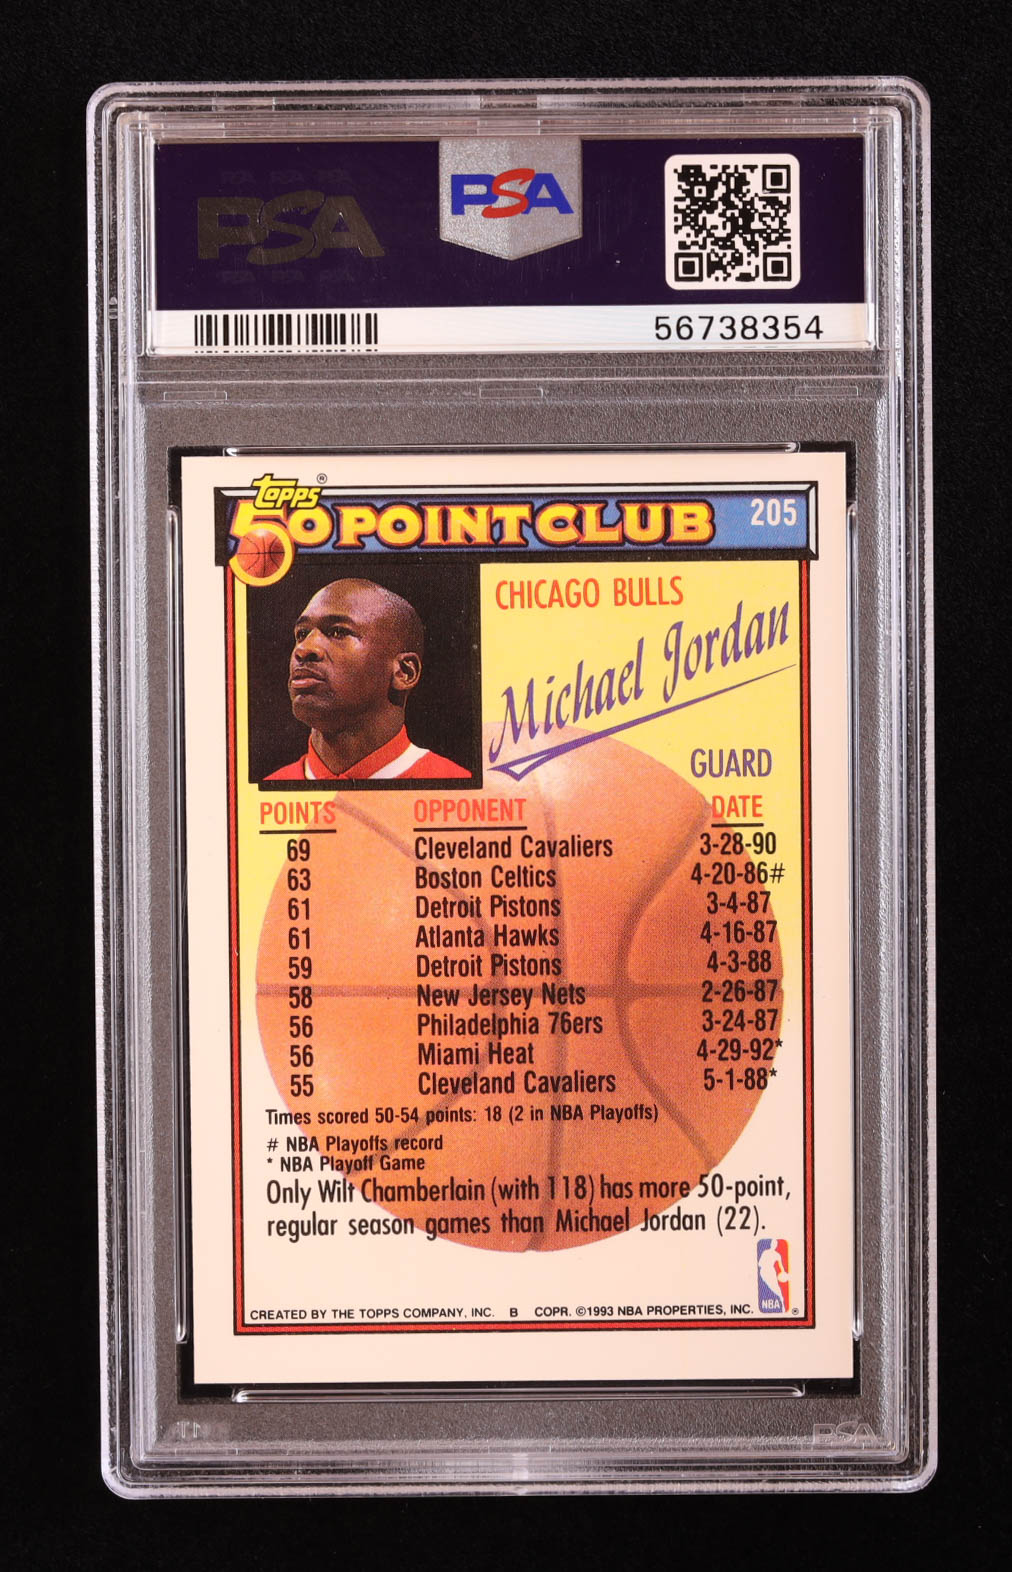 PSA
PSA
56738354
TOPPS®
50 POINT CLUB
205
CHICAGO BULLS
Michael Jordan
GUARD
POINTS OPPONENT DATE
69 Cleveland Cavaliers 3-28-90
63 Boston Celtics 4-20-86#
61 Detroit Pistons 3-4-87
61 Atlanta Hawks 4-16-87
59 Detroit Pistons 4-3-88
58 New Jersey Nets 2-26-87
56 Philadelphia 76ers 3-24-87
56 Miami Heat 4-29-92*
55 Cleveland Cavaliers 5-1-88*
Times scored 50-54 points: 18 (2 in NBA Playoffs)
# NBA Playoffs record
* NBA Playoff Game
Only Wilt Chamberlain (with 118) has more 50-point,
regular season games than Michael Jordan (22).
NBA ®
CREATED BY THE TOPPS COMPANY, INC. B COPR. ©1993 NBA PROPERTIES, INC.
PSA